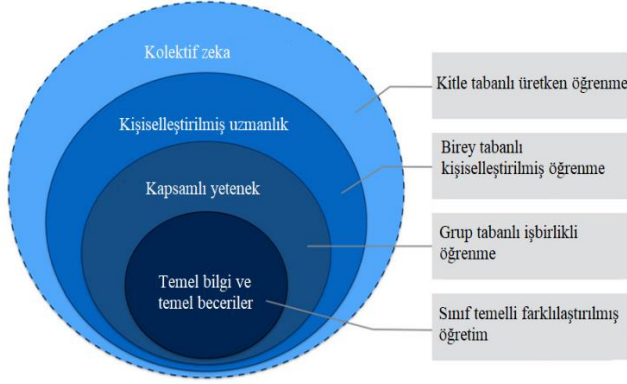 Kolektif zeka
Kişiselleştirilmiş uzmanlık
Kapsamlı yetenek
Temel bilgi ve
temel beceriler
Kitle tabanlı üretken öğrenme
Birey tabanlı
kişiselleştirilmiş öğrenme
Grup tabanlı işbirlikli
öğrenme
Sınıf temelli farklılaştırılmış
öğretim